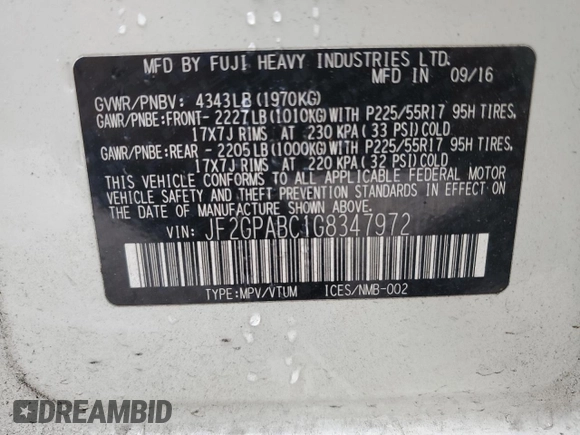 MFD BY FUJI HEAVY INDUSTRIES LTD.
MFD IN 09/16
GVWR/PNBV: 4343LB(1970KG)
GAWR/PNBE:FRONT- 2227LB(1010KG)WITH P225/55R17 95H TIRES,
17X7J RIMS AT 230 KPA(33 PSI)COLD
GAWR/PNBE:REAR - 2205LB(1000KG)WITH P225/55R17 95H TIRES,
17X7J RIMS AT 220 KPA(32 PSI)COLD
THIS VEHICLE CONFORMS TO ALL APPLICABLE FEDERAL MOTOR
VEHICLE SAFETY AND THEFT PREVENTION STANDARDS IN EFFECT ON
THE DATE OF MANUFACTURE SHOWN ABOVE.
VIN: JF2GPABC1G8347972
TYPE:MPV/VTUM ICES/NMB-002
DREAMBID